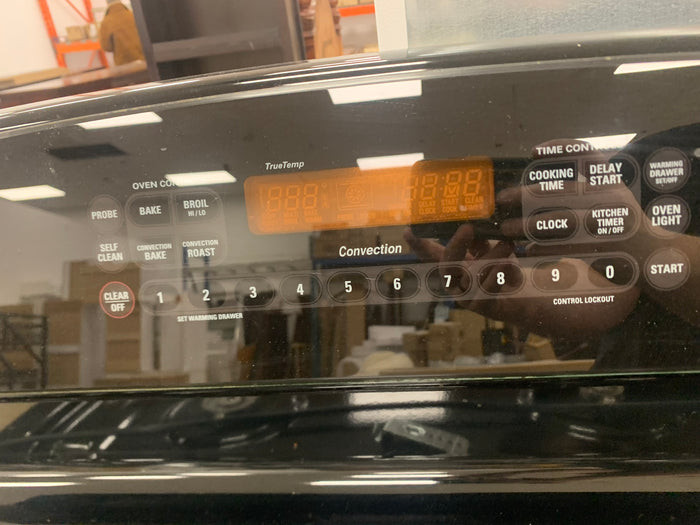 TrueTemp
OVEN CO
TIME CONT
PROBE
BAKE
BROIL
HI / LO
COOKING
TIME
DELAY
START
WARMING
DRAWER
SET/OFF
SELF
CLEAN
CONVECTION
BAKE
CONVECTION
ROAST
Convection
CLOCK
KITCHEN
TIMER
ON / OFF
OVEN
LIGHT
CLEAR
OFF
1 2 3 4 5 6 7 8 9 0
START
SET WARMING DRAWER
CONTROL LOCKOUT